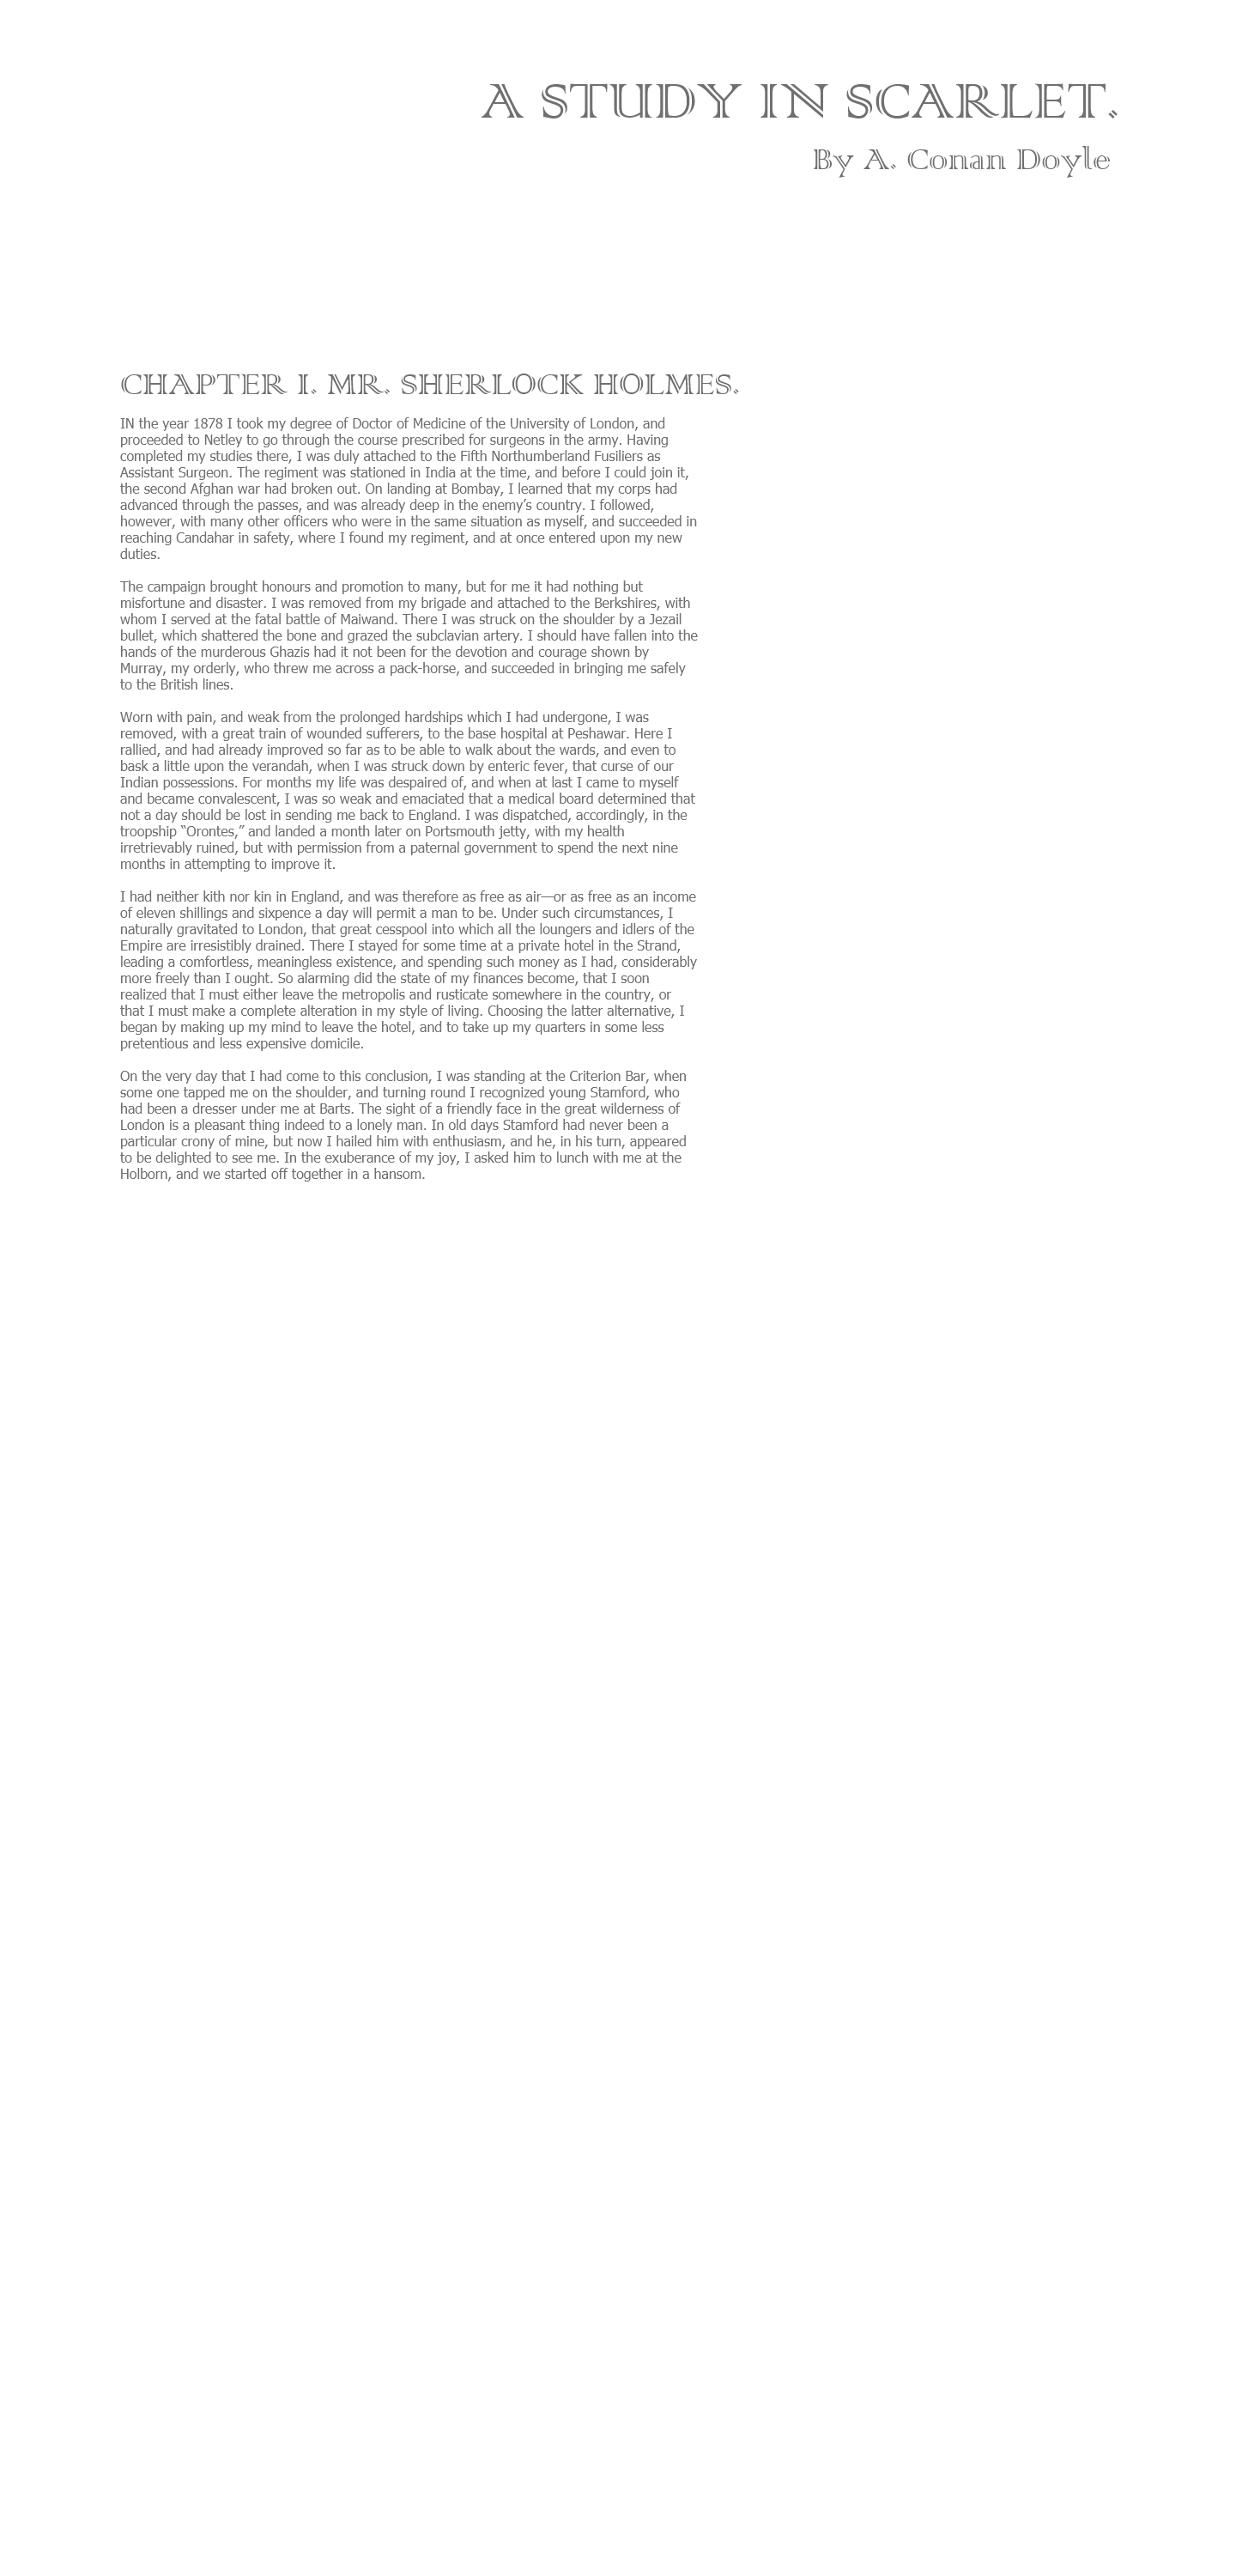 A STUDY IN SCARLET.
By A. Conan Doyle
CHAPTER I. MR. SHERLOCK HOLMES.
IN the year 1878 I took my degree of Doctor of Medicine of the University of London, and
proceeded to Netley to go through the course prescribed for surgeons in the army. Having
completed my studies there, I was duly attached to the Fifth Northumberland Fusiliers as
Assistant Surgeon. The regiment was stationed in India at the time, and before I could join it,
the second Afghan war had broken out. On landing at Bombay, I learned that my corps had
advanced through the passes, and was already deep in the enemy’s country. I followed,
however, with many other officers who were in the same situation as myself, and succeeded in
reaching Candahar in safety, where I found my regiment, and at once entered upon my new
duties.
The campaign brought honours and promotion to many, but for me it had nothing but
misfortune and disaster. I was removed from my brigade and attached to the Berkshires, with
whom I served at the fatal battle of Maiwand. There I was struck on the shoulder by a Jezail
bullet, which shattered the bone and grazed the subclavian artery. I should have fallen into the
hands of the murderous Ghazis had it not been for the devotion and courage shown by
Murray, my orderly, who threw me across a pack-horse, and succeeded in bringing me safely
to the British lines.
Worn with pain, and weak from the prolonged hardships which I had undergone, I was
removed, with a great train of wounded sufferers, to the base hospital at Peshawar. Here I
rallied, and had already improved so far as to be able to walk about the wards, and even to
bask a little upon the verandah, when I was struck down by enteric fever, that curse of our
Indian possessions. For months my life was despaired of, and when at last I came to myself
and became convalescent, I was so weak and emaciated that a medical board determined that
not a day should be lost in sending me back to England. I was dispatched, accordingly, in the
troopship “Orontes,” and landed a month later on Portsmouth jetty, with my health
irretrievably ruined, but with permission from a paternal government to spend the next nine
months in attempting to improve it.
I had neither kith nor kin in England, and was therefore as free as air—or as free as an income
of eleven shillings and sixpence a day will permit a man to be. Under such circumstances, I
naturally gravitated to London, that great cesspool into which all the loungers and idlers of the
Empire are irresistibly drained. There I stayed for some time at a private hotel in the Strand,
leading a comfortless, meaningless existence, and spending such money as I had, considerably
more freely than I ought. So alarming did the state of my finances become, that I soon
realized that I must either leave the metropolis and rusticate somewhere in the country, or
that I must make a complete alteration in my style of living. Choosing the latter alternative, I
began by making up my mind to leave the hotel, and to take up my quarters in some less
pretentious and less expensive domicile.
On the very day that I had come to this conclusion, I was standing at the Criterion Bar, when
some one tapped me on the shoulder, and turning round I recognized young Stamford, who
had been a dresser under me at Barts. The sight of a friendly face in the great wilderness of
London is a pleasant thing indeed to a lonely man. In old days Stamford had never been a
particular crony of mine, but now I hailed him with enthusiasm, and he, in his turn, appeared
to be delighted to see me. In the exuberance of my joy, I asked him to lunch with me at the
Holborn, and we started off together in a hansom.